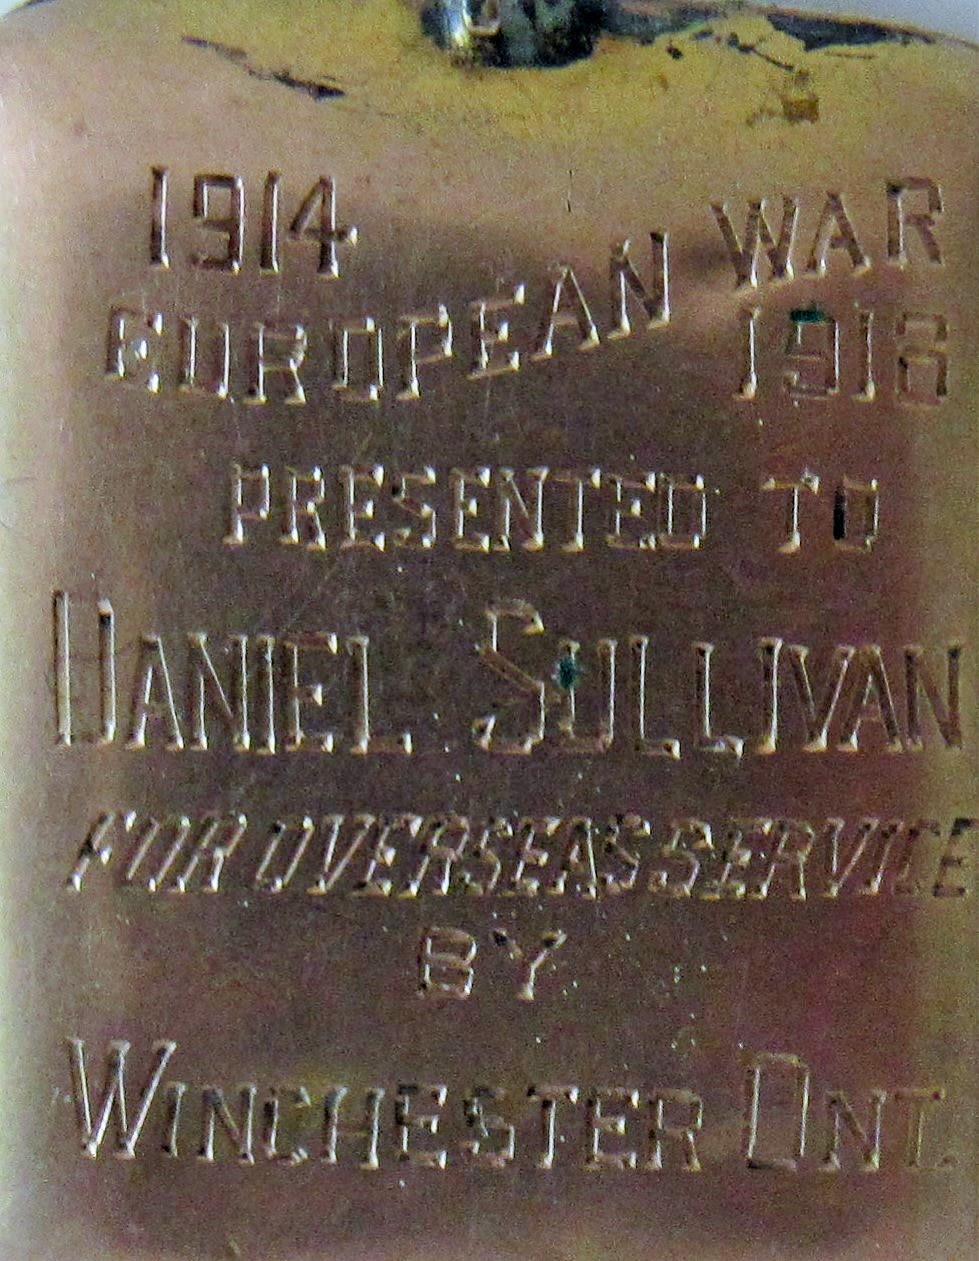 1914
EUROPEAN WAR
1918
PRESENTED TO
DANIEL SULLIVAN
FOR OVERSEAS SERVICE
BY
WINCHESTER ONT.